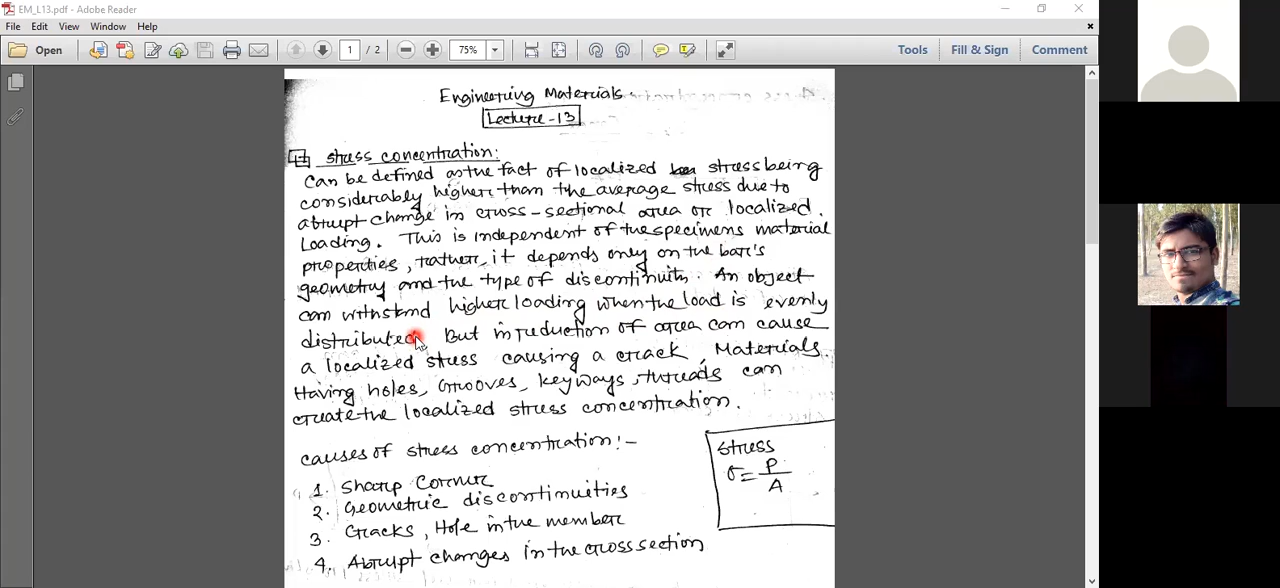 EM_L13.pdf - Adobe Reader
File Edit View Window Help
Open 1 / 2 75% Tools Fill & Sign Comment
Engineering Materials.
Lecture-13
stress concentration:
Can be defined as the fact of localized stress being
considerably higher than the average stress due to
abrupt change in cross-sectional area or localized
Loading. This is independent of the specimens material
properties, rather, it depends only on the bar's
geometry and the type of discontinuity. An object
can withstand higher loading when the load is evenly
distributed. But in reduction of area can cause
a localized stress causing a crack. Materials
Having holes, Grooves, keyways, threads can
create the localized stress concentration.
causes of stress concentration:-
1. Sharp Corner
2. Geometric discontinuities
3. Cracks, Hole in the member
4. Abrupt changes in the cross section
Stress
σ = P/A